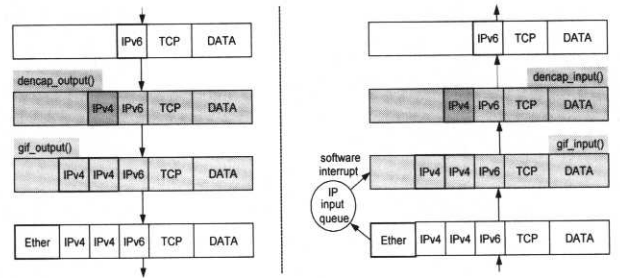 IPv6 TCP DATA
dencap_output()
IPv4 IPv6 TCP DATA
gif_output()
IPv4 IPv4 IPv6 TCP DATA
Ether IPv4 IPv4 IPv6 TCP DATA
IPv6 TCP DATA
dencap_input()
IPv4 IPv6 TCP DATA
gif_input()
software
interrupt
IPv4 IPv4 IPv6 TCP DATA
IP
input
queue
Ether IPv4 IPv4 IPv6 TCP DATA